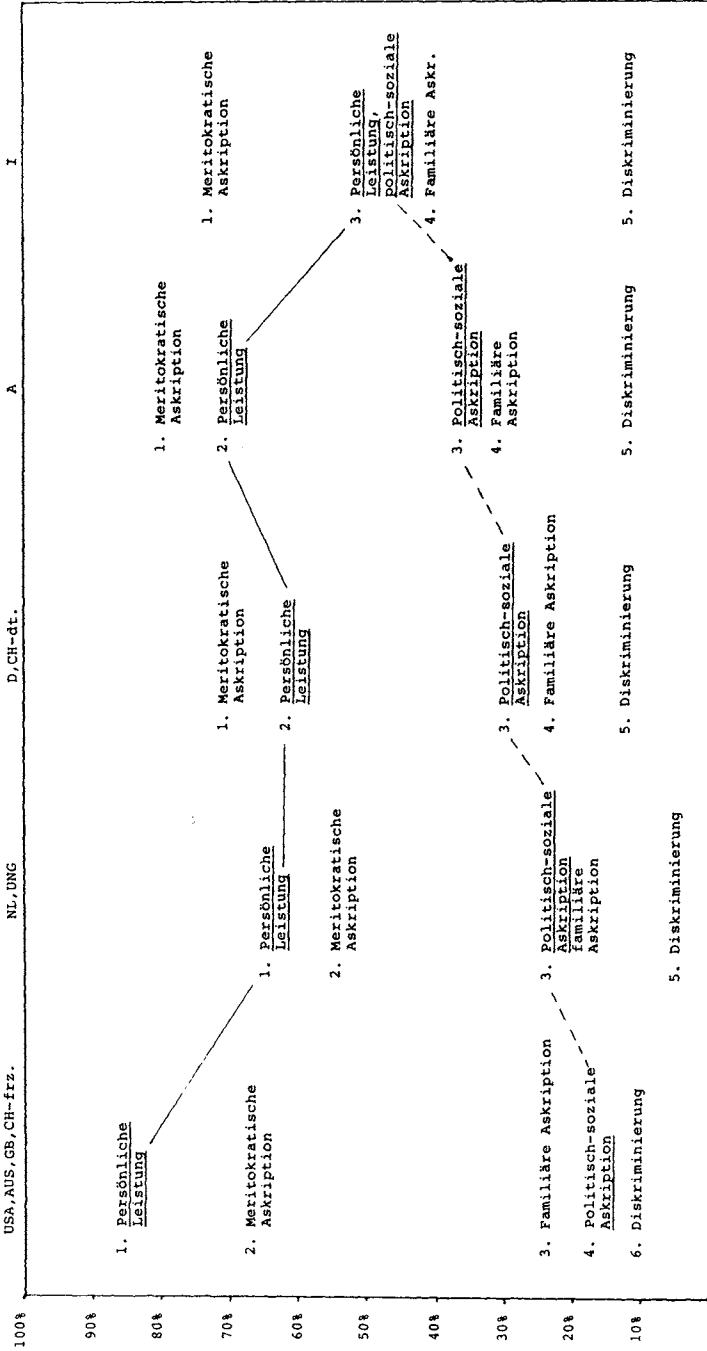 USA,AUS,GB,CH-frz.
NL,UNG
D,CH-dt.
A
I
100%
90%
80%
70%
60%
50%
40%
30%
20%
10%
1. Persönliche
Leistung
2. Meritokratische
Askription
3. Familiäre Askription
4. Politisch-soziale
Askription
6. Diskriminierung
1. Persönliche
Leistung
2. Meritokratische
Askription
3. Politisch-soziale
Askription
familiäre
Askription
5. Diskriminierung
1. Meritokratische
Askription
2. Persönliche
Leistung
3. Politisch-soziale
Askription
4. Familiäre Askription
5. Diskriminierung
1. Meritokratische
Askription
2. Persönliche
Leistung
3. Politisch-soziale
Askription
4. Familiäre
Askription
5. Diskriminierung
1. Meritokratische
Askription
3. Persönliche
Leistung,
politisch-soziale
Askription
4. Familiäre Askr.
5. Diskriminierung